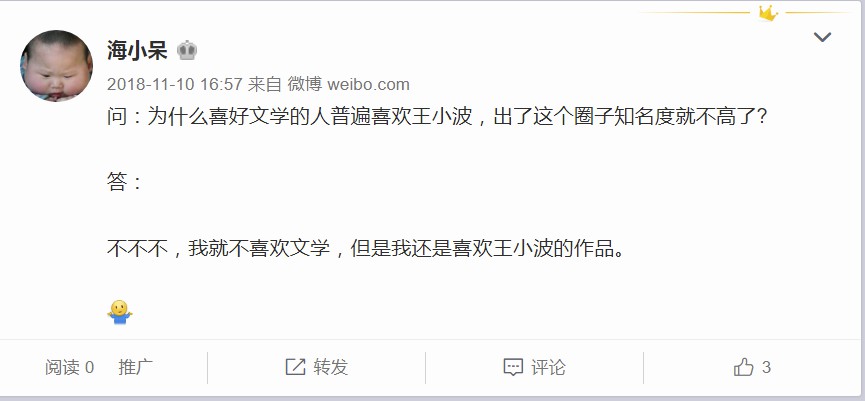 海小呆
2018-11-10 16:57 来自 微博 weibo.com
问：为什么喜好文学的人普遍喜欢王小波，出了这个圈子知名度就不高了?
答：
不不不，我就不喜欢文学，但是我还是喜欢王小波的作品。
阅读 0 推广 转发 评论 3